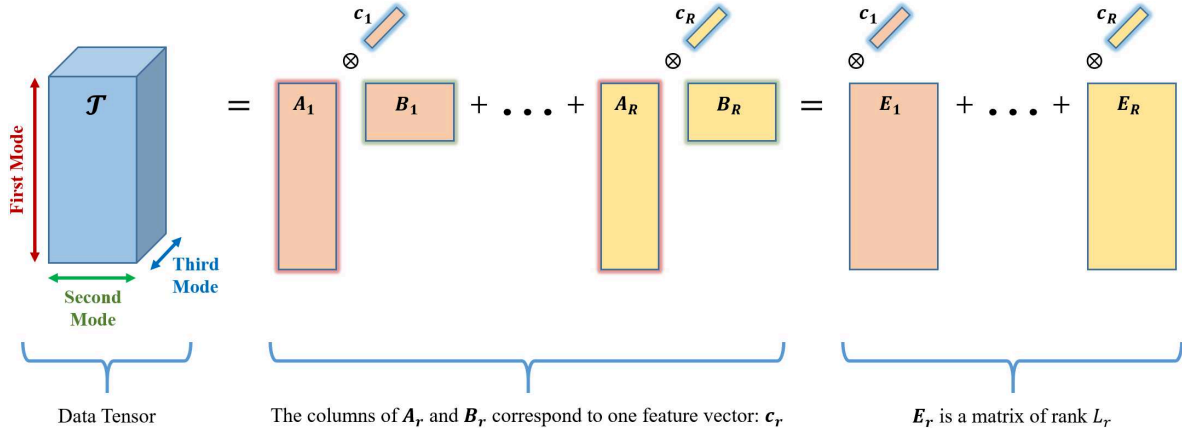 c₁ c_R c₁ c_R
⊗ ⊗ ⊗ ⊗
𝓣 = A₁ B₁ + ... + A_R B_R = E₁ + ... + E_R
First Mode
Second
Mode
Third
Mode
Data Tensor
The columns of A_r and B_r correspond to one feature vector: c_r
E_r is a matrix of rank L_r